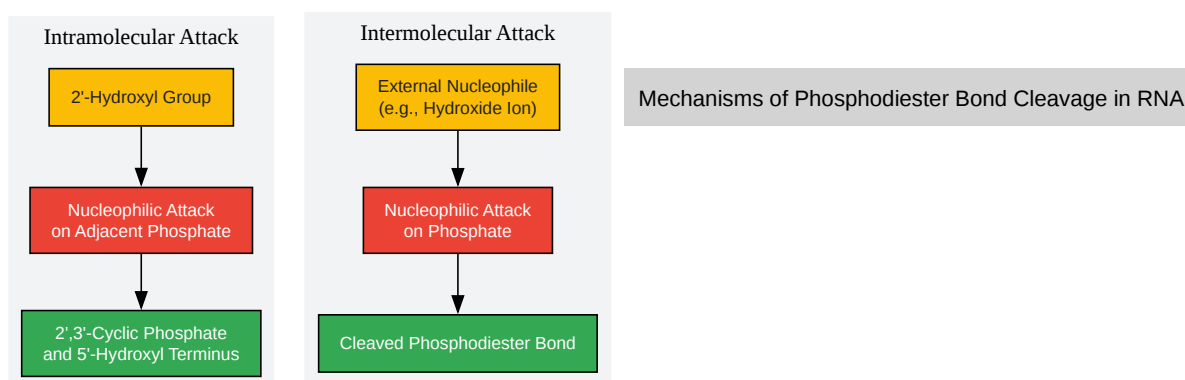 Intramolecular Attack
2'-Hydroxyl Group
Nucleophilic Attack
on Adjacent Phosphate
2',3'-Cyclic Phosphate
and 5'-Hydroxyl Terminus
Intermolecular Attack
External Nucleophile
(e.g., Hydroxide Ion)
Nucleophilic Attack
on Phosphate
Cleaved Phosphodiester Bond
Mechanisms of Phosphodiester Bond Cleavage in RNA